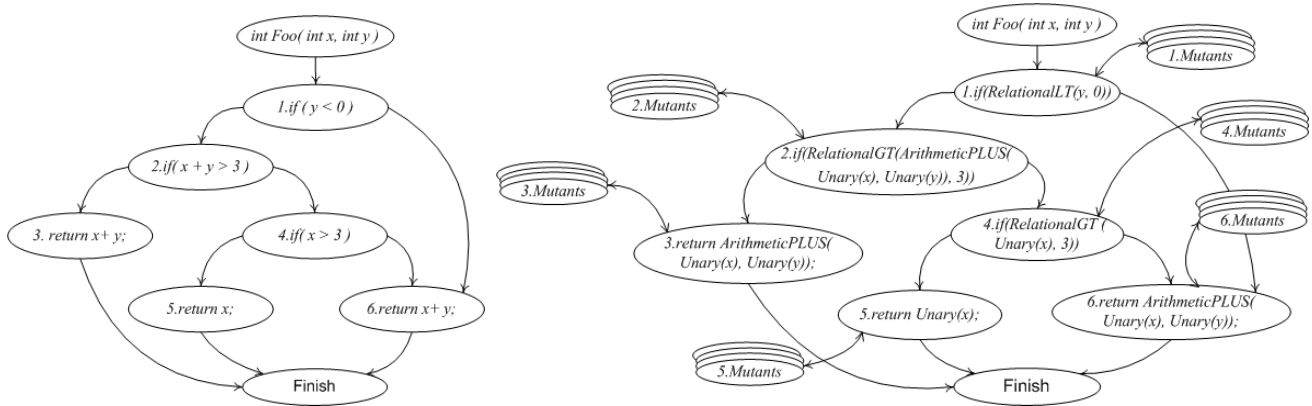 int Foo( int x, int y )
1.if ( y < 0 )
2.if( x + y > 3 )
3. return x+ y;
4.if( x > 3 )
5.return x;
6.return x+ y;
Finish
int Foo( int x, int y )
1.Mutants
1.if(RelationalLT(y, 0))
2.Mutants
4.Mutants
2.if(RelationalGT(ArithmeticPLUS(
Unary(x), Unary(y)), 3))
3.Mutants
6.Mutants
4.if(RelationalGT (
Unary(x), 3))
3.return ArithmeticPLUS(
Unary(x), Unary(y));
5.return Unary(x);
6.return ArithmeticPLUS(
Unary(x), Unary(y));
5.Mutants
Finish